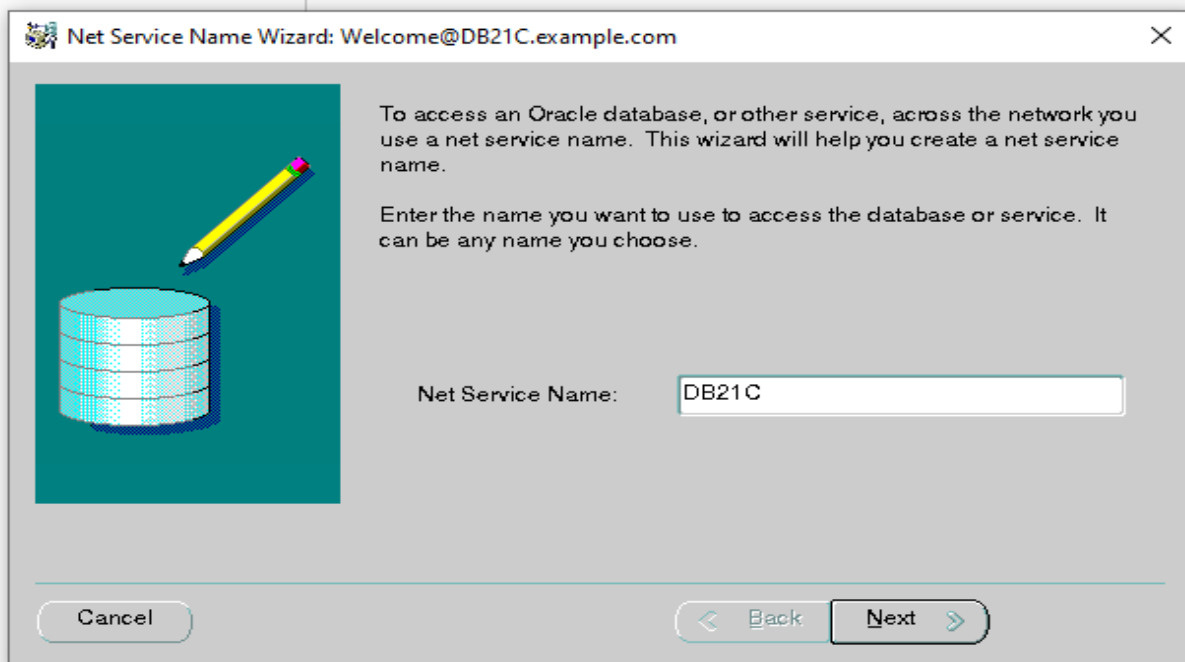 Net Service Name Wizard: Welcome@DB21C.example.com
To access an Oracle database, or other service, across the network you
use a net service name. This wizard will help you create a net service
name.
Enter the name you want to use to access the database or service. It
can be any name you choose.
Net Service Name: DB21C
Cancel Back Next